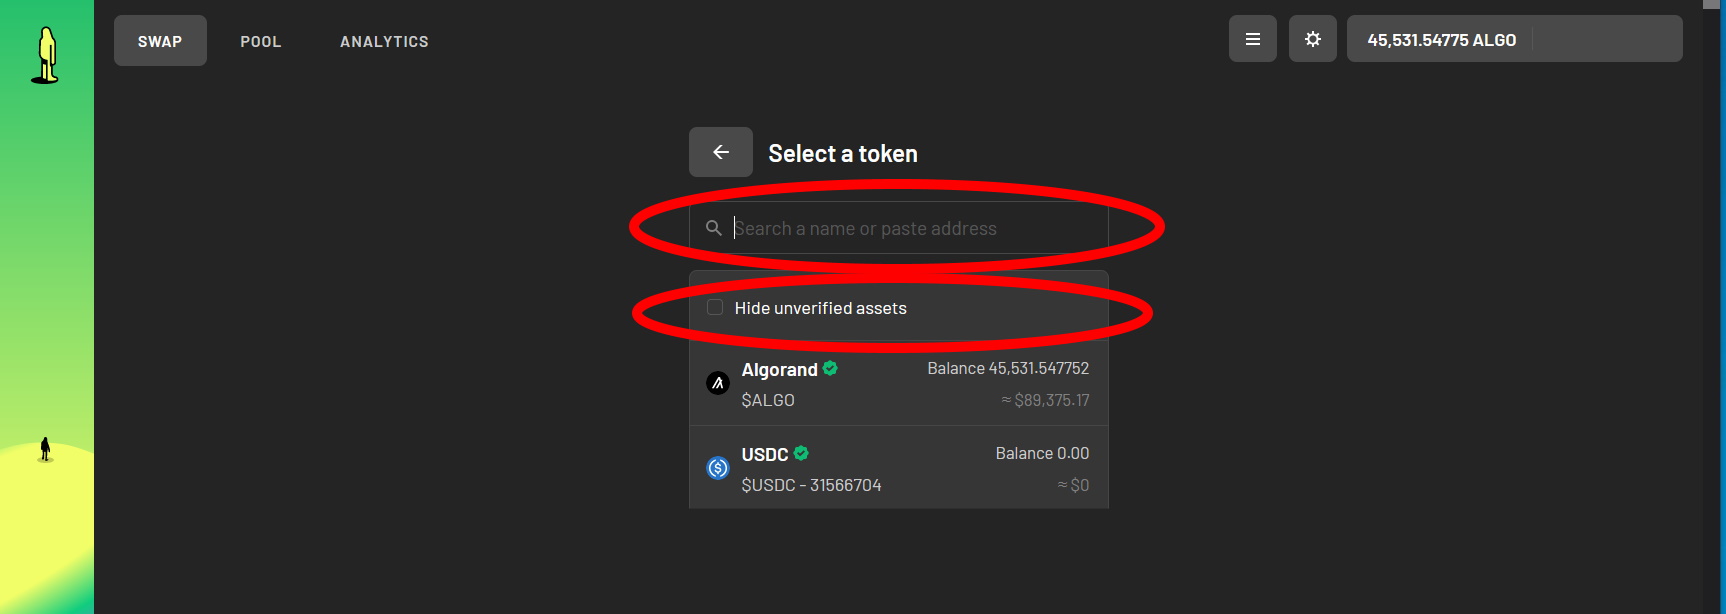 SWAP POOL ANALYTICS 45,531.54775 ALGO
Select a token
Search a name or paste address
Hide unverified assets
Algorand Balance 45,531.547752
$ALGO ≈ $89,375.17
USDC Balance 0.00
$USDC - 31566704 ≈ $0